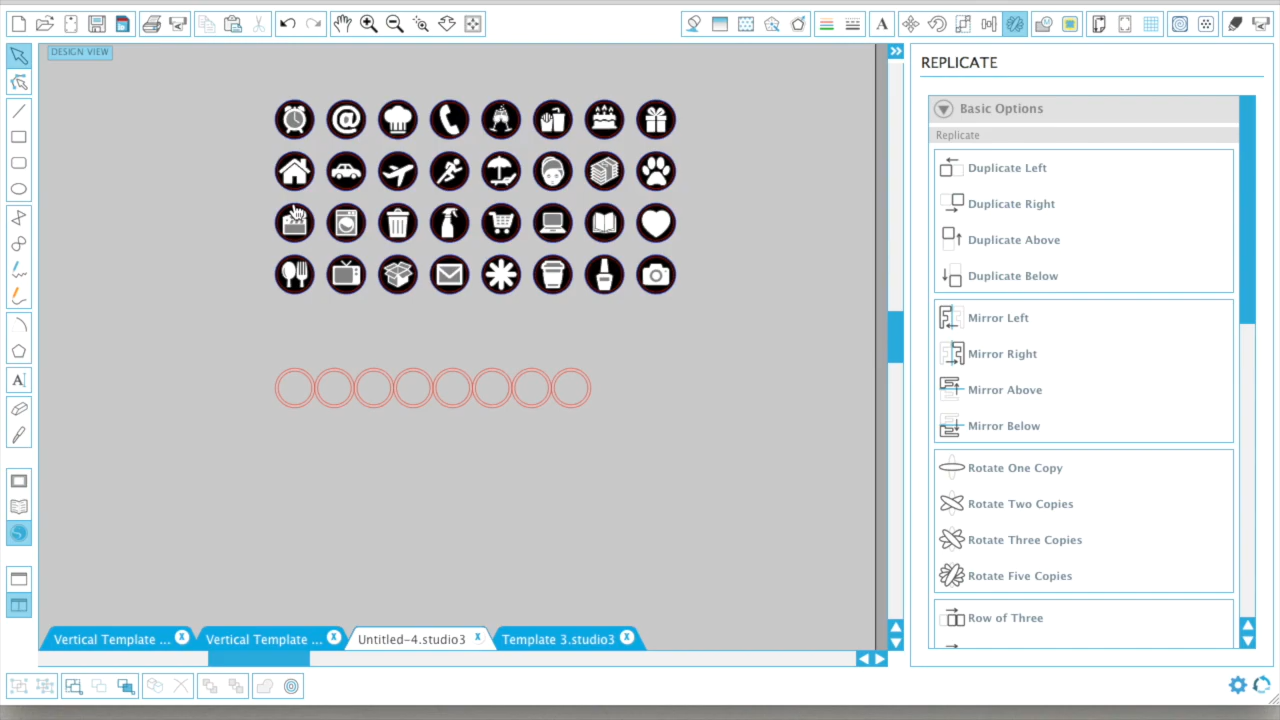 DESIGN VIEW
REPLICATE
Basic Options
Replicate
Duplicate Left
Duplicate Right
Duplicate Above
Duplicate Below
Mirror Left
Mirror Right
Mirror Above
Mirror Below
Rotate One Copy
Rotate Two Copies
Rotate Three Copies
Rotate Five Copies
Row of Three
Vertical Template ... x
Vertical Template ... x
Untitled-4.studio3 x
Template 3.studio3 x